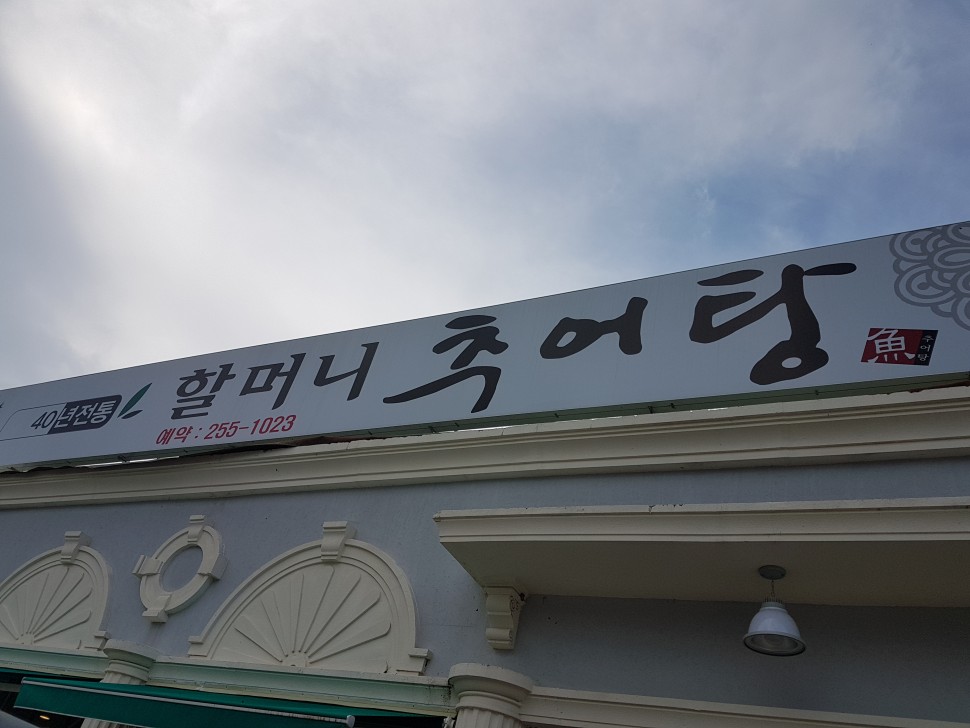 40년전통
할머니 추어탕
예약 : 255-1023
魚
추어탕